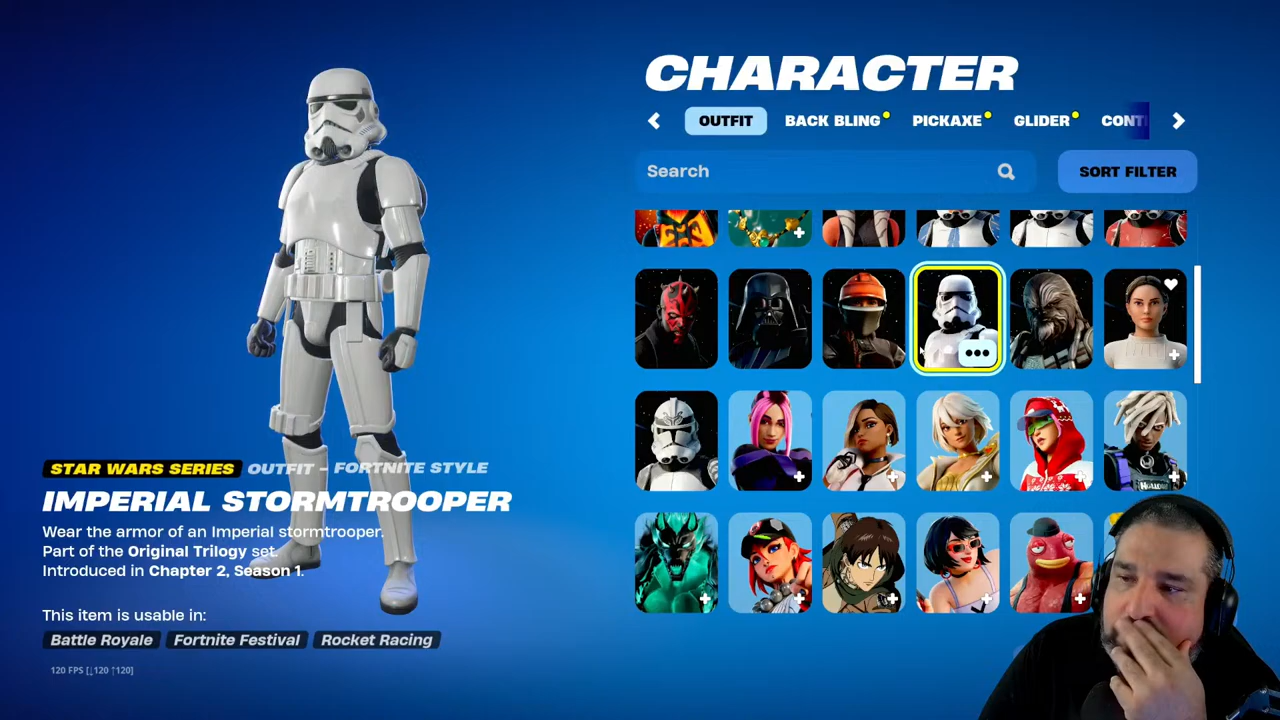 CHARACTER
OUTFIT BACK BLING PICKAXE GLIDER CONT
Search
SORT FILTER
STAR WARS SERIES OUTFIT - FORTNITE STYLE
IMPERIAL STORMTROOPER
Wear the armor of an Imperial stormtrooper.
Part of the Original Trilogy set.
Introduced in Chapter 2, Season 1.
This item is usable in:
Battle Royale Fortnite Festival Rocket Racing
120 FPS [↓120 ↑120]